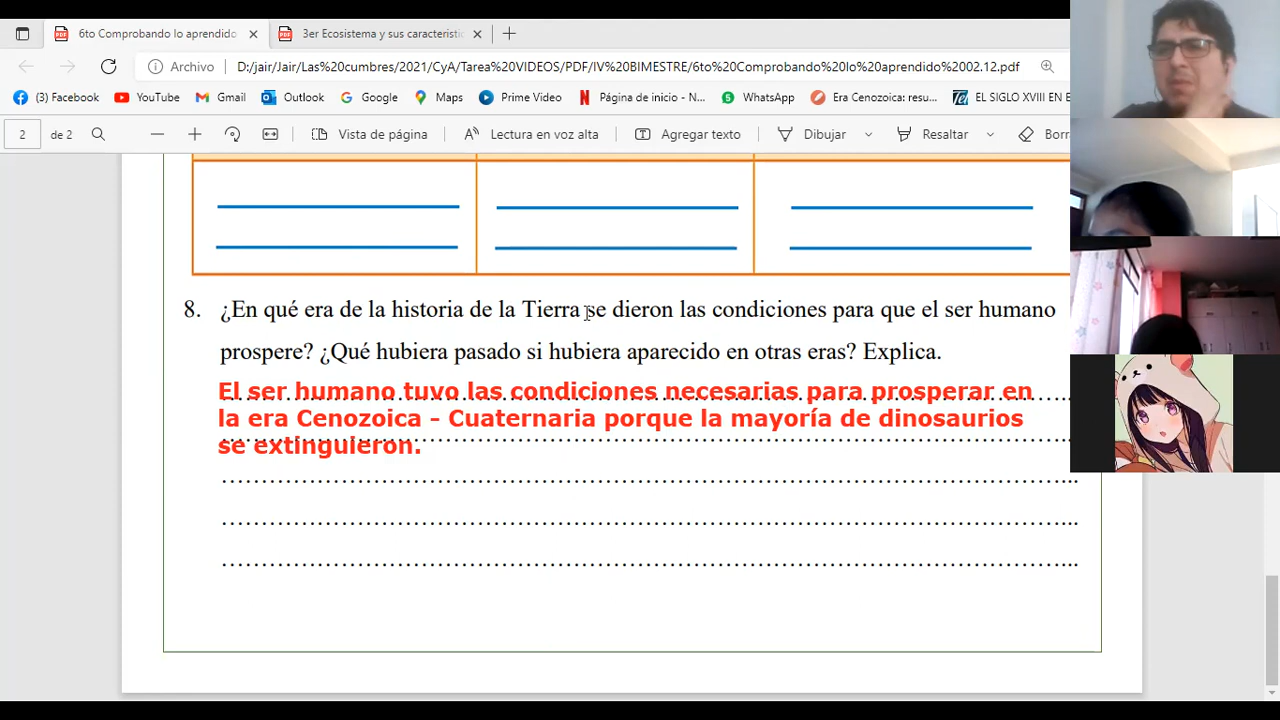 6to Comprobando lo aprendido
3er Ecosistema y sus caracteristic
Archivo D:/jair/Jair/Las%20cumbres/2021/CyA/Tarea%20VIDEOS/PDF/IV%20BIMESTRE/6to%20Comprobando%20lo%20aprendido%2002.12.pdf
(3) Facebook YouTube Gmail Outlook Google Maps Prime Video Página de inicio - N... WhatsApp Era Cenozoica: resu... EL SIGLO XVIII EN E
2 de 2 Vista de página Lectura en voz alta Agregar texto Dibujar Resaltar Borr
8. ¿En qué era de la historia de la Tierra se dieron las condiciones para que el ser humano
prospere? ¿Qué hubiera pasado si hubiera aparecido en otras eras? Explica.
El ser humano tuvo las condiciones necesarias para prosperar en
la era Cenozoica - Cuaternaria porque la mayoría de dinosaurios
se extinguieron.